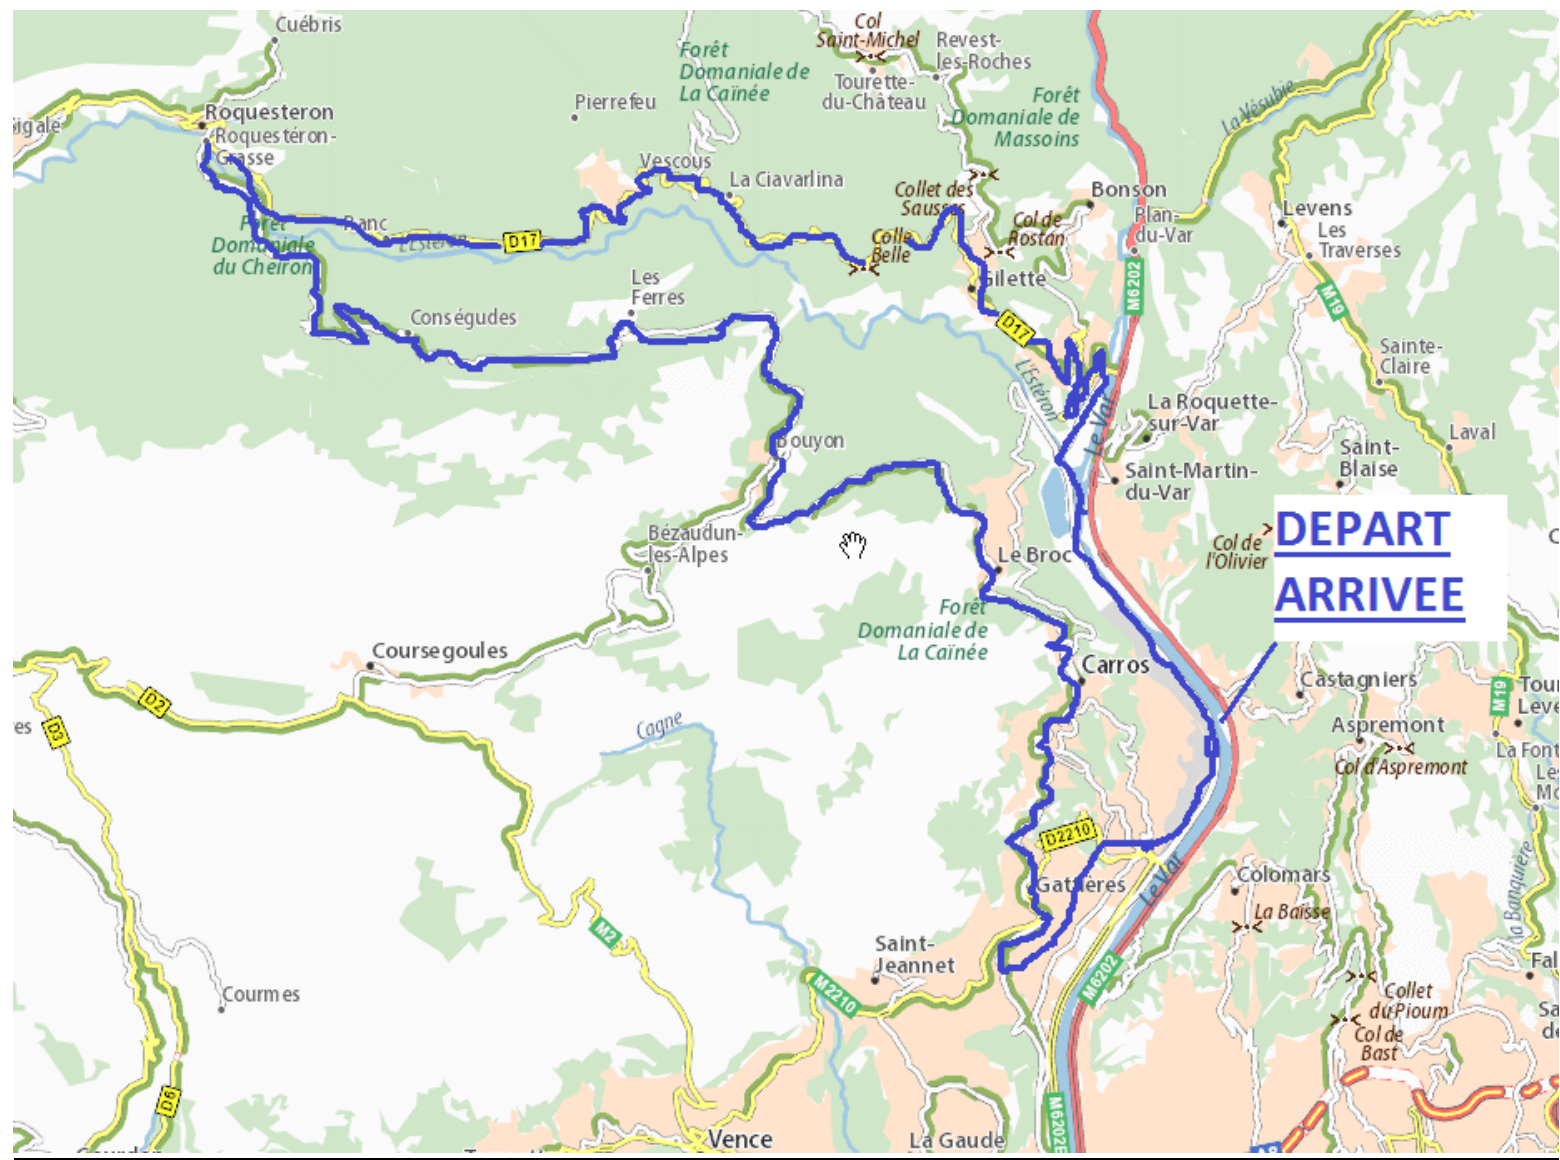 Cuébris
Col
Saint-Michel
Revest-
les-Roches
Forêt
Domaniale de
La Caïnée
Tourette-
du-Château
Pierrefeu
Forêt
Domaniale de
Massoins
La Vésubie
Roquesteron
Roquestéron-
Grasse
Vescous
La Ciavarlina
Collet des
Bonson
Levens
Les
Traverses
Plan-
du-Var
Col de
Rostan
Forêt
Domaniale
du Cheiron
L'Estéron
D17
Colle
Belle
Gilette
M6202
M19
Les
Ferres
Conségudes
D17
Sainte-
Claire
L'Estéron
La Roquette-
sur-Var
Le Var
Laval
Bouyon
Saint-
Blaise
Saint-Martin-
du-Var
DEPART
ARRIVEE
Bézaudun-
les-Alpes
Col de
l'Olivier
Le Broc
Forêt
Domaniale de
La Caïnée
Coursegoules
Carros
Castagniers
M19
D2
D3
Cagne
Aspremont
Col d'Aspremont
D2210
Gattières
Le Var
Colomars
La Baïsse
la Banquière
M2
Saint-
Jeannet
M2210
M6202
Courmes
Collet
du Pioum
Col de
Bast
D6
Vence
La Gaude